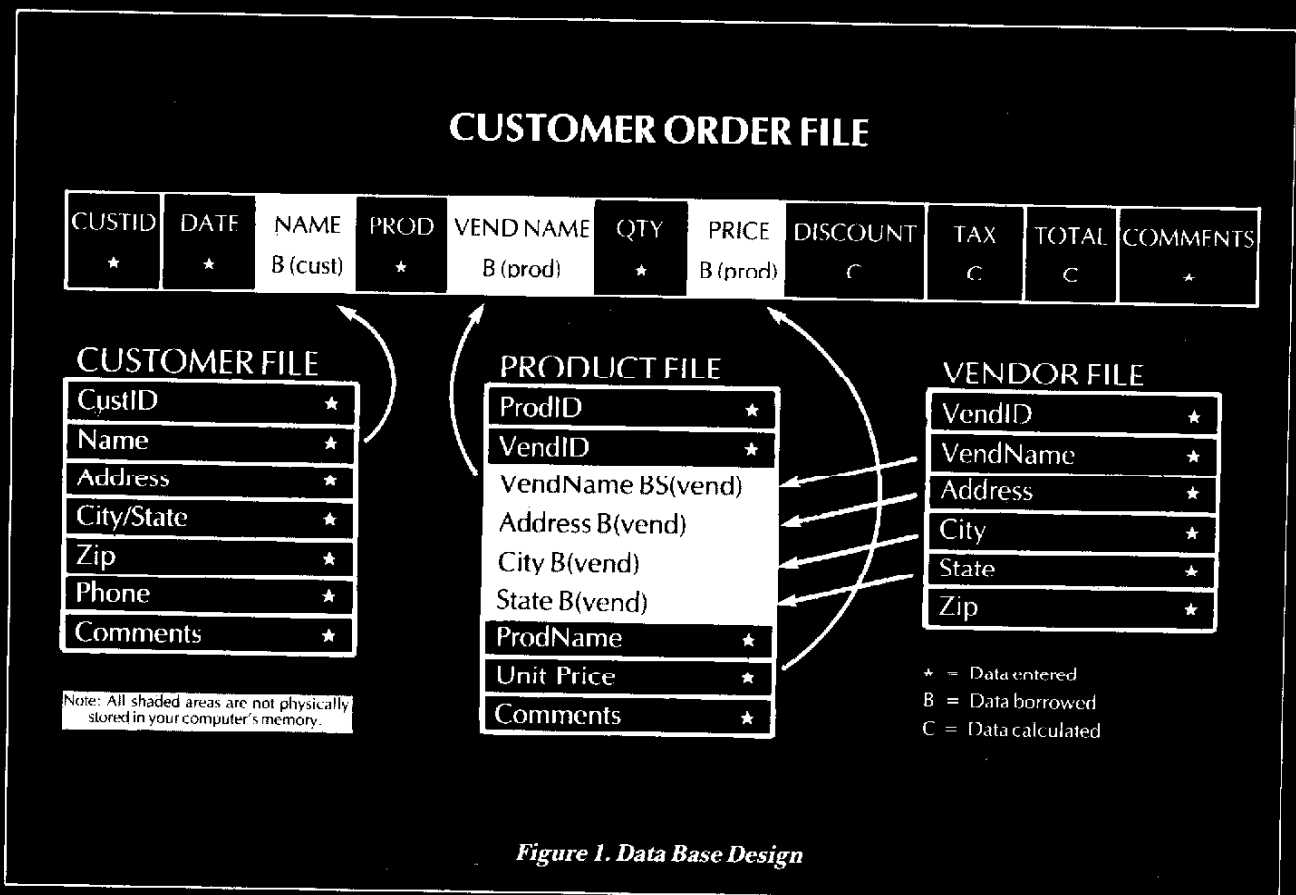 CUSTOMER ORDER FILE
CUSTID DATE NAME PROD VEND NAME QTY PRICE DISCOUNT TAX TOTAL COMMENTS
★ ★ B (cust) ★ B (prod) ★ B (prod) C C C ★
CUSTOMER FILE
CustID ★
Name ★
Address ★
City/State ★
Zip ★
Phone ★
Comments ★
Note: All shaded areas are not physically
stored in your computer's memory.
PRODUCT FILE
ProdID ★
VendID ★
VendName BS(vend)
Address B(vend)
City B(vend)
State B(vend)
ProdName ★
Unit Price ★
Comments ★
VENDOR FILE
VendID ★
VendName ★
Address ★
City ★
State ★
Zip ★
★ = Data entered
B = Data borrowed
C = Data calculated
Figure 1. Data Base Design